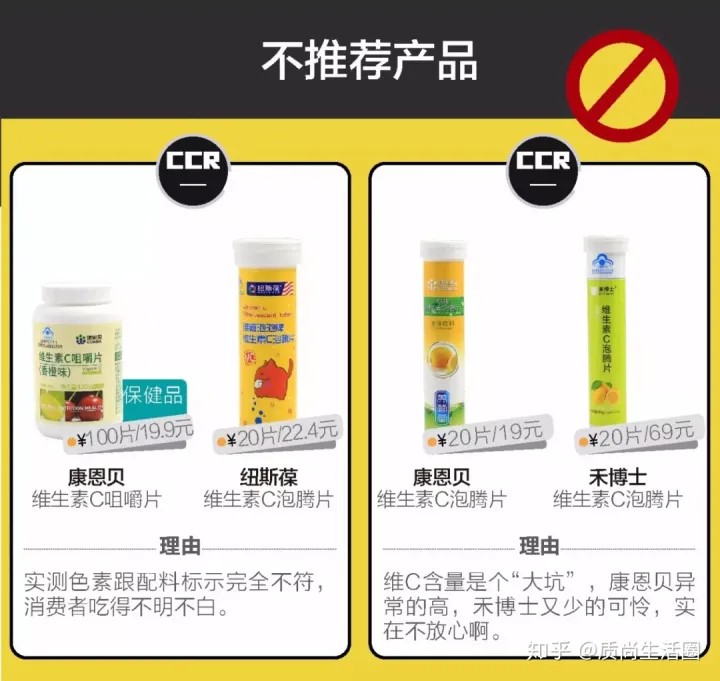 不推荐产品
CCR
CCR
纽斯葆
维生素C泡腾片
维生素C咀嚼片
(香橙味)
保健品
禾博士
维生素C泡腾片
¥100片/19.9元
¥20片/22.4元
¥20片/19元
¥20片/69元
康恩贝
维生素C咀嚼片
纽斯葆
维生素C泡腾片
康恩贝
维生素C泡腾片
禾博士
维生素C泡腾片
理由
实测色素跟配料标示完全不符,
消费者吃得不明不白。
理由
维C含量是个“大坑”,康恩贝异
常的高,禾博士又少的可怜,实
在不放心啊。
知乎 @质尚生活圈